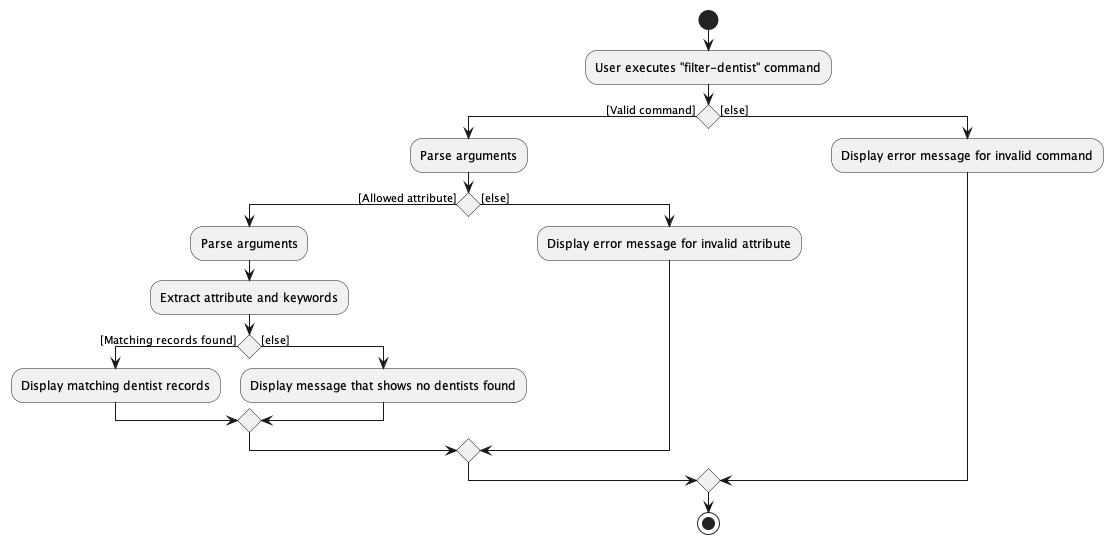 User executes "filter-dentist" command
[Valid command]
[else]
Parse arguments
Display error message for invalid command
[Allowed attribute]
[else]
Parse arguments
Display error message for invalid attribute
Extract attribute and keywords
[Matching records found]
[else]
Display matching dentist records
Display message that shows no dentists found